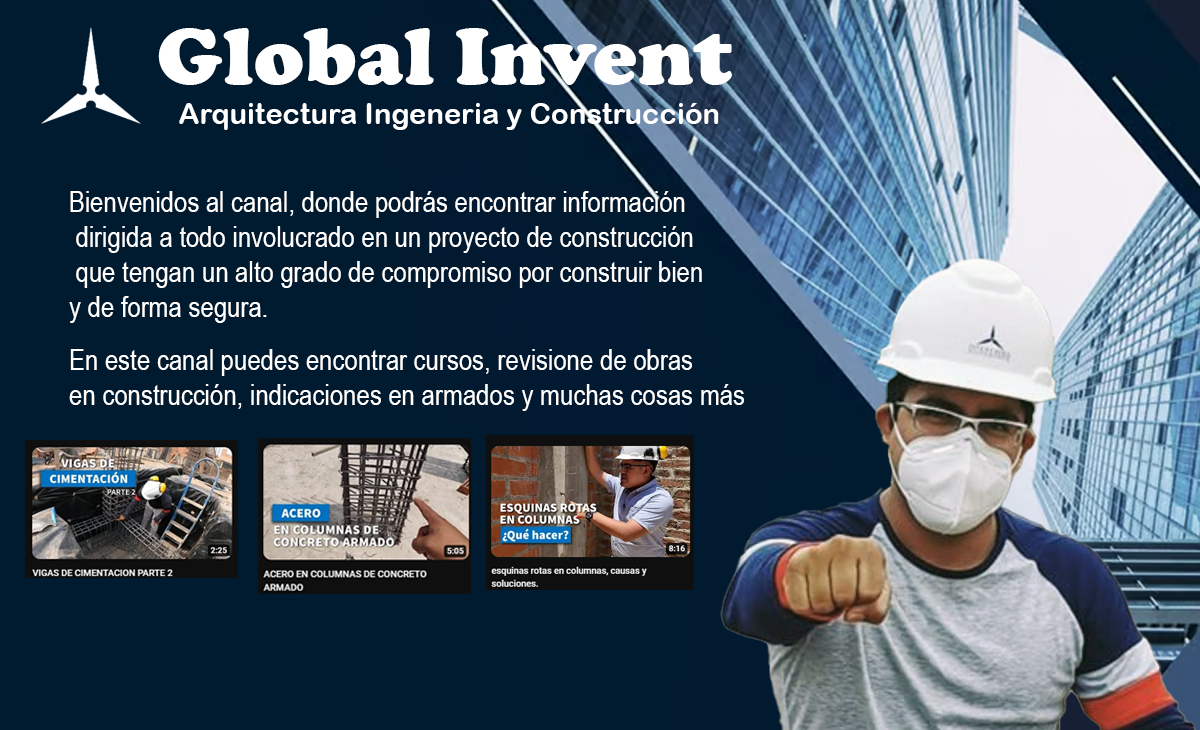 Global Invent
Arquitectura Ingeneria y Construcción
Bienvenidos al canal, donde podrás encontrar información
dirigida a todo involucrado en un proyecto de construcción
que tengan un alto grado de compromiso por construir bien
y de forma segura.
En este canal puedes encontrar cursos, revisione de obras
en construcción, indicaciones en armados y muchas cosas más
VIGAS DE
CIMENTACIÓN
PARTE 2
2:25
VIGAS DE CIMENTACION PARTE 2
ACERO
EN COLUMNAS DE
CONCRETO ARMADO
5:05
ACERO EN COLUMNAS DE CONCRETO
ARMADO
ESQUINAS ROTAS
EN COLUMNAS
¿Qué hacer?
8:16
esquinas rotas en columnas, causas y
soluciones.